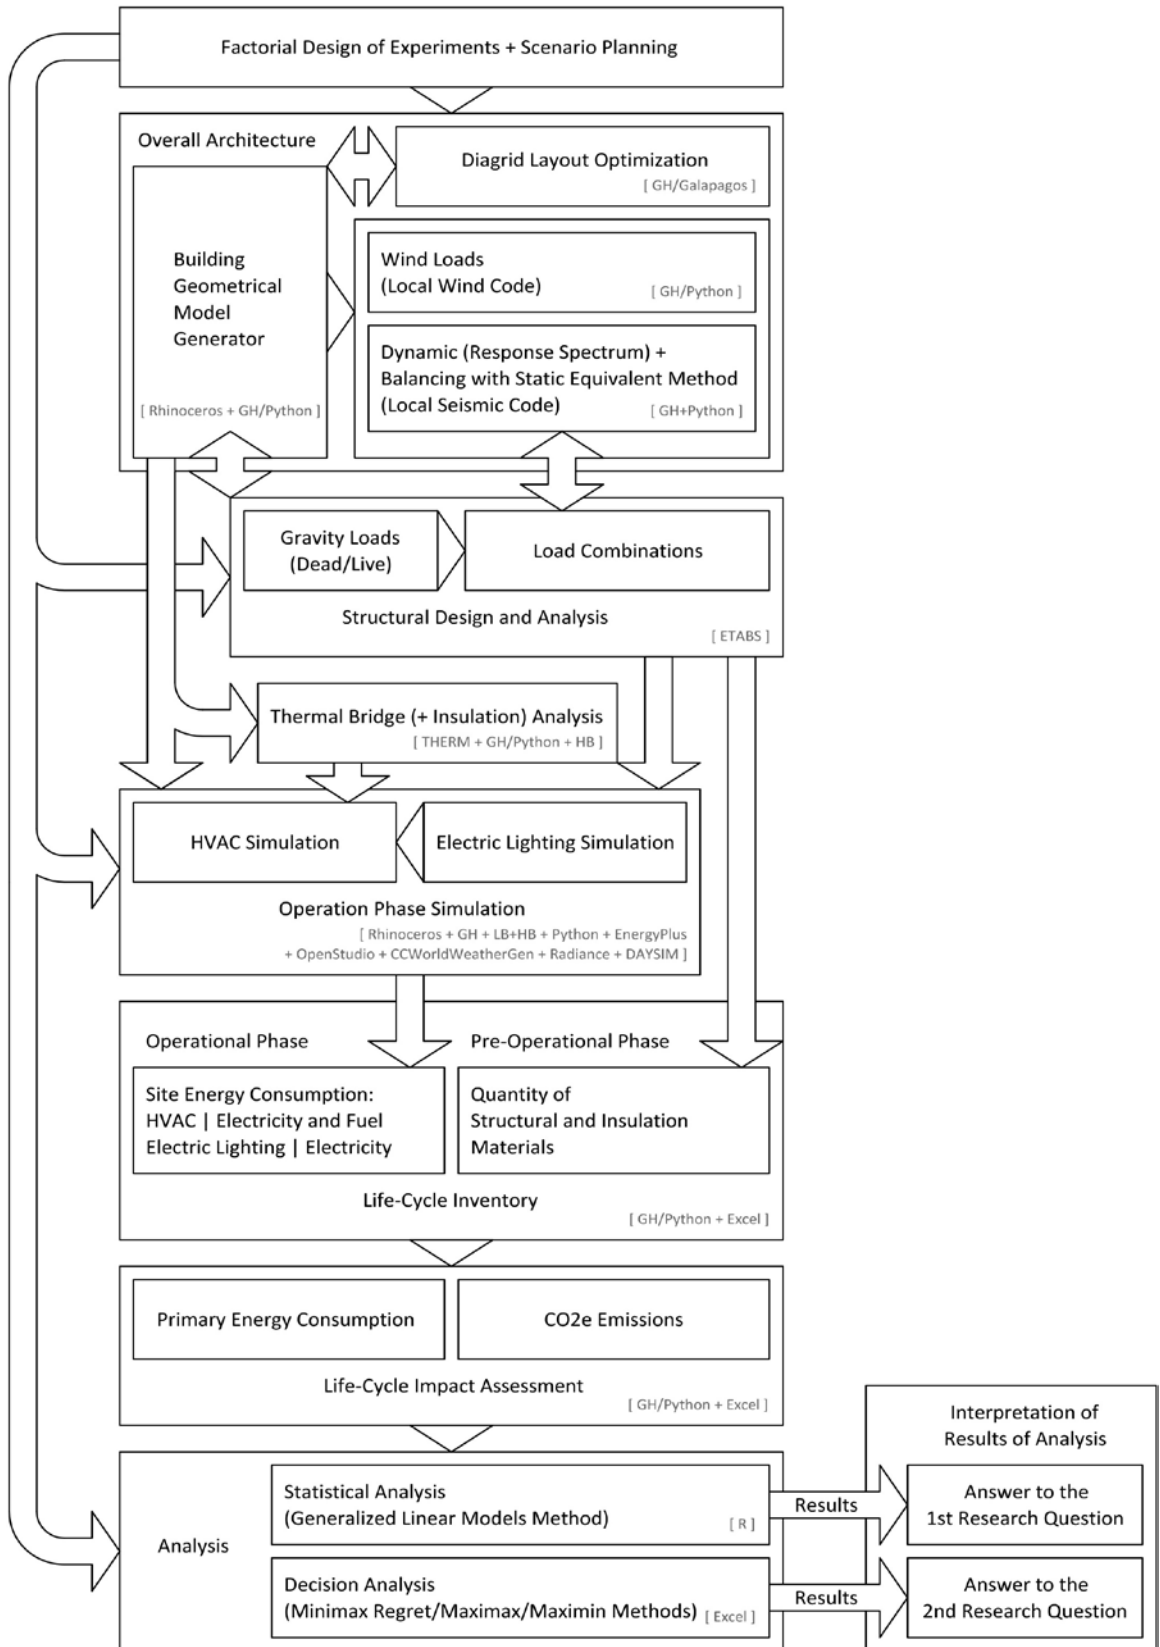 Factorial Design of Experiments + Scenario Planning
Overall Architecture
Diagrid Layout Optimization
[ GH/Galapagos ]
Building
Geometrical
Model
Generator
[ Rhinoceros + GH/Python ]
Wind Loads
(Local Wind Code)
[ GH/Python ]
Dynamic (Response Spectrum) +
Balancing with Static Equivalent Method
(Local Seismic Code)
[ GH+Python ]
Gravity Loads
(Dead/Live)
Load Combinations
Structural Design and Analysis
[ ETABS ]
Thermal Bridge (+ Insulation) Analysis
[ THERM + GH/Python + HB ]
HVAC Simulation
Electric Lighting Simulation
Operation Phase Simulation
[ Rhinoceros + GH + LB+HB + Python + EnergyPlus
+ OpenStudio + CCWorldWeatherGen + Radiance + DAYSIM ]
Operational Phase
Pre-Operational Phase
Site Energy Consumption:
HVAC | Electricity and Fuel
Electric Lighting | Electricity
Quantity of
Structural and Insulation
Materials
Life-Cycle Inventory
[ GH/Python + Excel ]
Primary Energy Consumption
CO2e Emissions
Life-Cycle Impact Assessment
[ GH/Python + Excel ]
Interpretation of
Results of Analysis
Analysis
Statistical Analysis
(Generalized Linear Models Method)
[ R ]
Results
Answer to the
1st Research Question
Decision Analysis
(Minimax Regret/Maximax/Maximin Methods)
[ Excel ]
Results
Answer to the
2nd Research Question